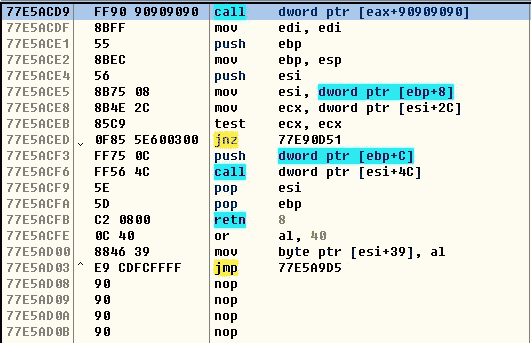 77E5ACD9 FF90 90909090 call dword ptr [eax+90909090]
77E5ACDF 8BFF mov edi, edi
77E5ACE1 55 push ebp
77E5ACE2 8BEC mov ebp, esp
77E5ACE4 56 push esi
77E5ACE5 8B75 08 mov esi, dword ptr [ebp+8]
77E5ACE8 8B4E 2C mov ecx, dword ptr [esi+2C]
77E5ACEB 85C9 test ecx, ecx
77E5ACED 0F85 5E600300 jnz 77E90D51
77E5ACF3 FF75 0C push dword ptr [ebp+C]
77E5ACF6 FF56 4C call dword ptr [esi+4C]
77E5ACF9 5E pop esi
77E5ACFA 5D pop ebp
77E5ACFB C2 0800 retn 8
77E5ACFE 0C 40 or al, 40
77E5AD00 8846 39 mov byte ptr [esi+39], al
77E5AD03 ^ E9 CDFCFFFF jmp 77E5A9D5
77E5AD08 90 nop
77E5AD09 90 nop
77E5AD0A 90 nop
77E5AD0B 90 nop